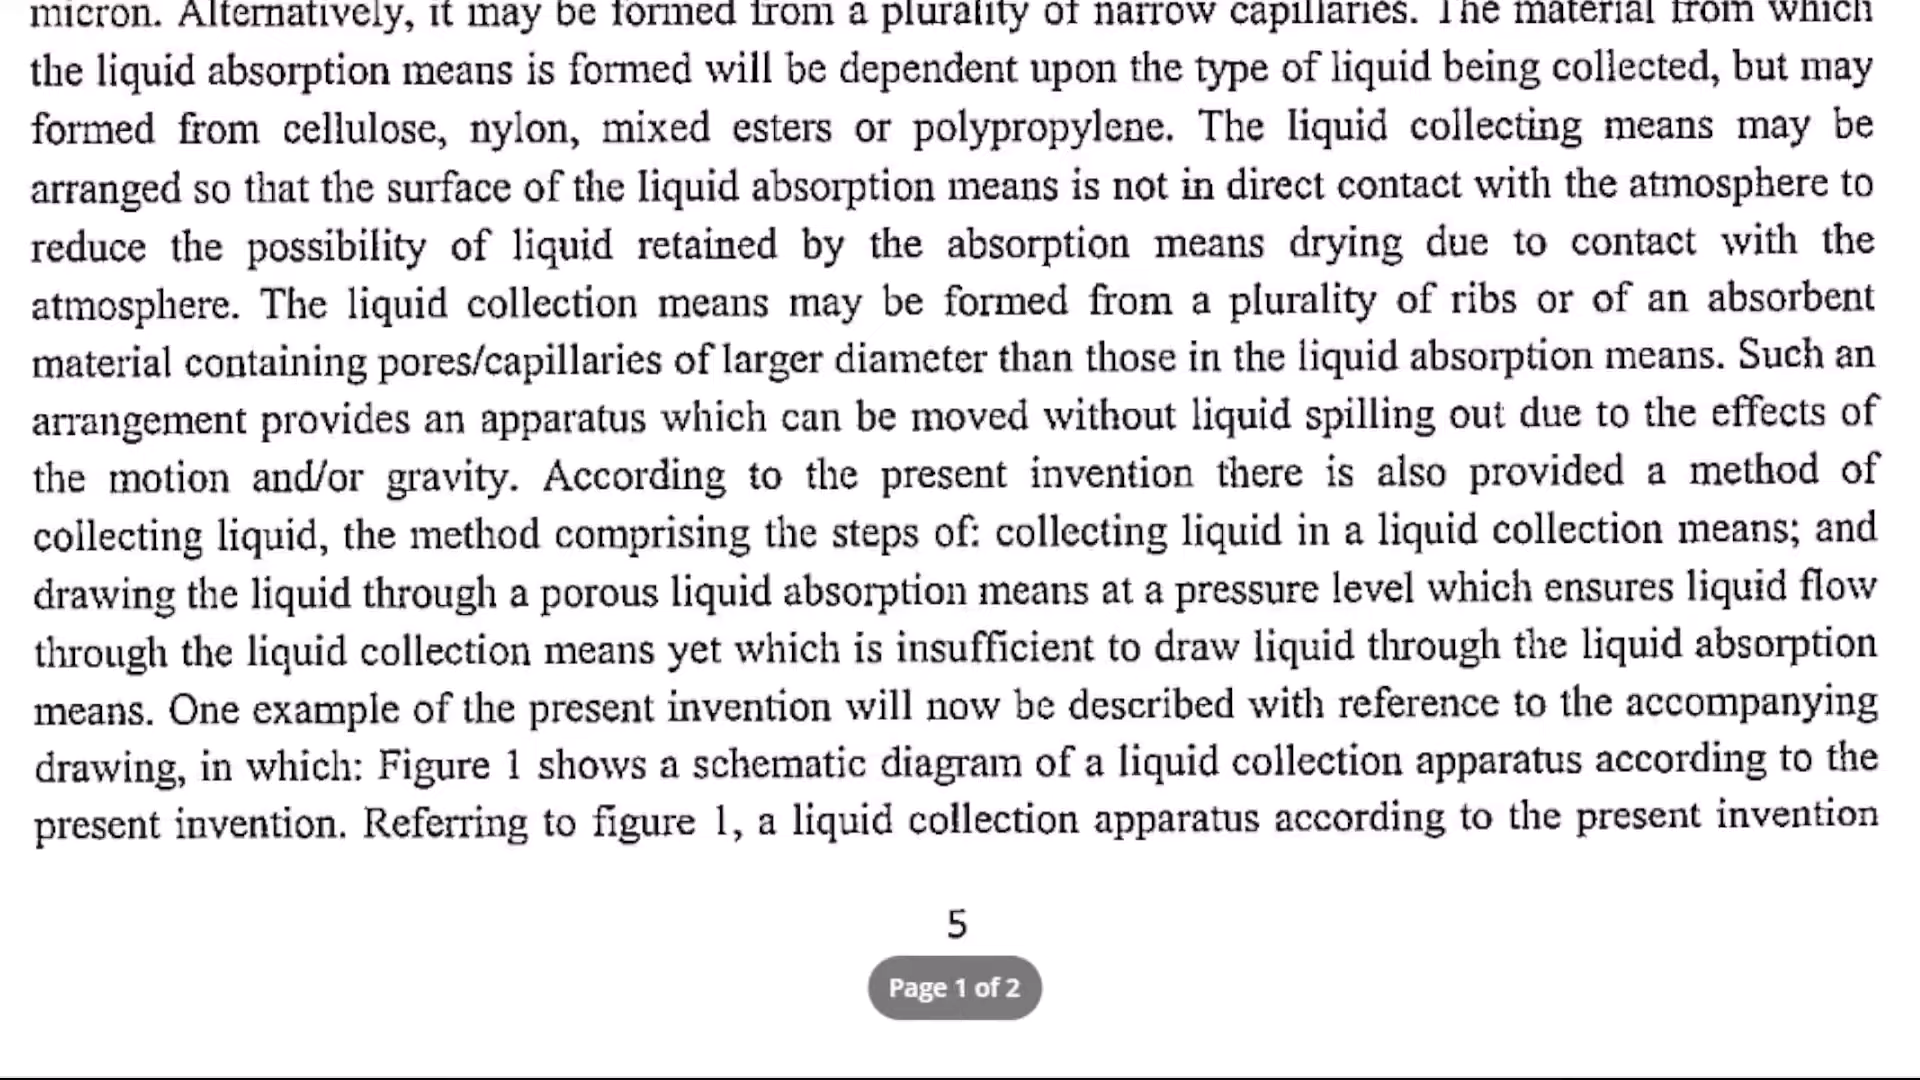 micron. Alternatively, it may be formed from a plurality of narrow capillaries. The material from which
the liquid absorption means is formed will be dependent upon the type of liquid being collected, but may
formed from cellulose, nylon, mixed esters or polypropylene. The liquid collecting means may be
arranged so that the surface of the liquid absorption means is not in direct contact with the atmosphere to
reduce the possibility of liquid retained by the absorption means drying due to contact with the
atmosphere. The liquid collection means may be formed from a plurality of ribs or of an absorbent
material containing pores/capillaries of larger diameter than those in the liquid absorption means. Such an
arrangement provides an apparatus which can be moved without liquid spilling out due to the effects of
the motion and/or gravity. According to the present invention there is also provided a method of
collecting liquid, the method comprising the steps of: collecting liquid in a liquid collection means; and
drawing the liquid through a porous liquid absorption means at a pressure level which ensures liquid flow
through the liquid collection means yet which is insufficient to draw liquid through the liquid absorption
means. One example of the present invention will now be described with reference to the accompanying
drawing, in which: Figure 1 shows a schematic diagram of a liquid collection apparatus according to the
present invention. Referring to figure 1, a liquid collection apparatus according to the present invention
5
Page 1 of 2